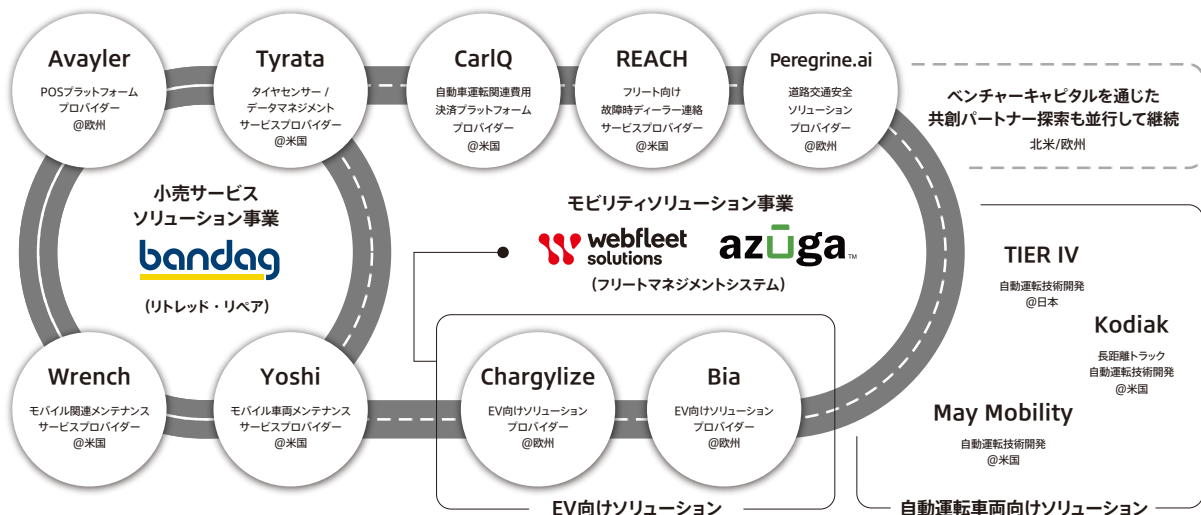 Avayler
POSプラットフォーム
プロバイダー
@欧州
Tyrata
タイヤセンサー /
データマネジメント
サービスプロバイダー
@米国
CarlQ
自動車運転関連費用
決済プラットフォーム
プロバイダー
@米国
REACH
フリート向け
故障時ディーラー連絡
サービスプロバイダー
@米国
Peregrine.ai
道路交通安全
ソリューション
プロバイダー
@欧州
ベンチャーキャピタルを通じた
共創パートナー探索も並行して継続
北米/欧州
小売サービス
ソリューション事業
bandag
(リトレッド・リペア)
モビリティソリューション事業
webfleet
solutions
azuga™
(フリートマネジメントシステム)
TIER IV
自動運転技術開発
@日本
Kodiak
長距離トラック
自動運転技術開発
@米国
May Mobility
自動運転技術開発
@米国
Wrench
モバイル関連メンテナンス
サービスプロバイダー
@米国
Yoshi
モバイル車両メンテナンス
サービスプロバイダー
@米国
Chargylize
EV向けソリューション
プロバイダー
@欧州
Bia
EV向けソリューション
プロバイダー
@欧州
EV向けソリューション
自動運転車両向けソリューション